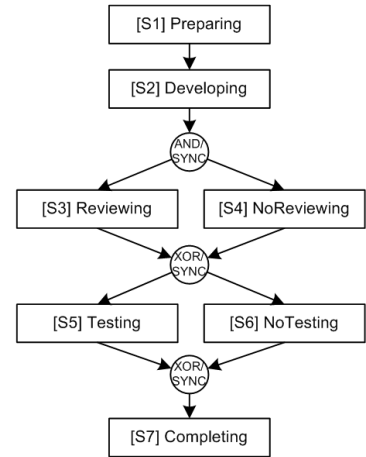 [S1] Preparing
[S2] Developing
AND/
SYNC
[S3] Reviewing
[S4] NoReviewing
XOR/
SYNC
[S5] Testing
[S6] NoTesting
XOR/
SYNC
[S7] Completing